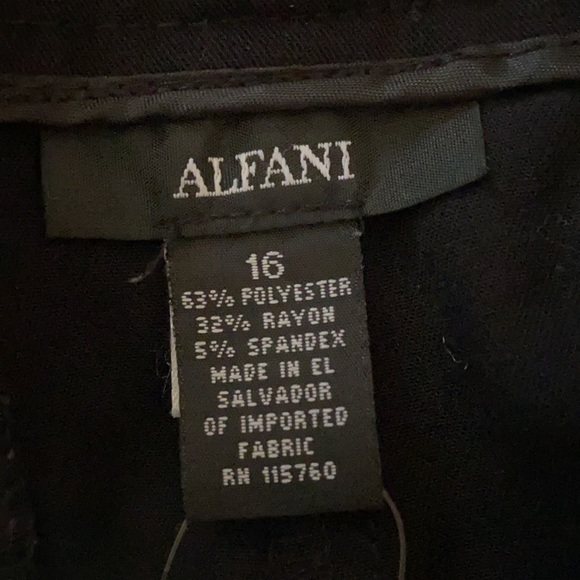 ALFANI
16
63% POLYESTER
32% RAYON
5% SPANDEX
MADE IN EL
SALVADOR
OF IMPORTED
FABRIC
RN 115760